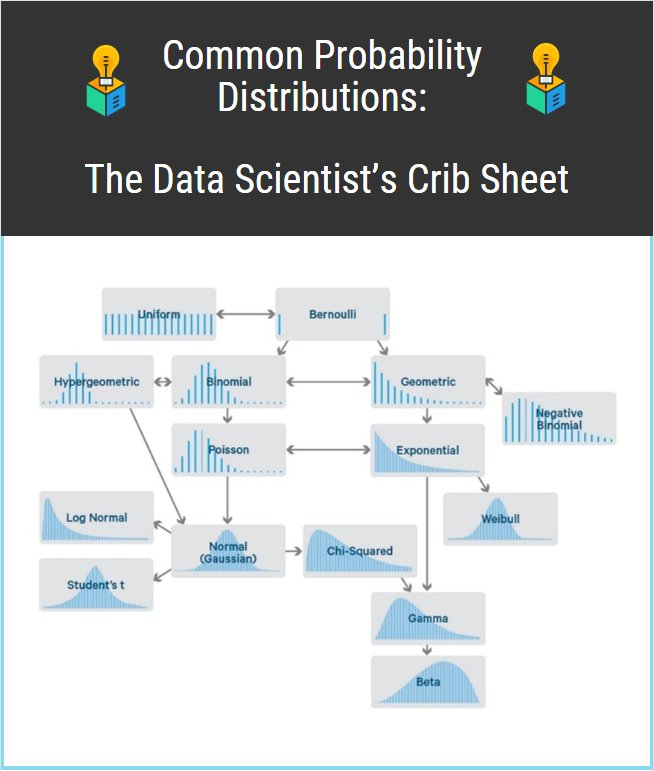 Common Probability
Distributions:
The Data Scientist's Crib Sheet
Uniform
Bernoulli
Hypergeometric
Binomial
Geometric
Negative
Binomial
Poisson
Exponential
Log Normal
Weibull
Normal
(Gaussian)
Chi-Squared
Student's t
Gamma
Beta